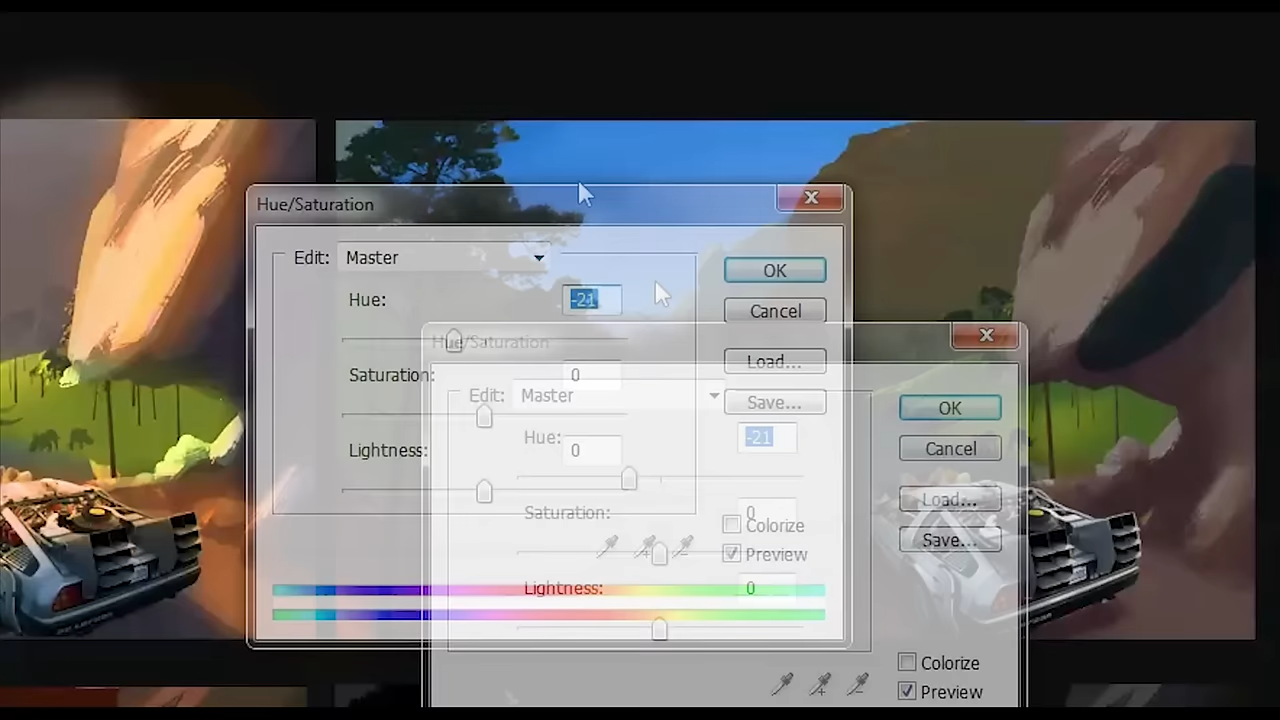 Hue/Saturation
Edit: Master
OK
Hue: -21
Cancel
Saturation: 0
Load...
Lightness: 0
Save...
Colorize
Preview
Hue/Saturation
Edit: Master
OK
Hue: -21
Cancel
Saturation: 0
Load...
Save...
Lightness: 0
Colorize
Preview